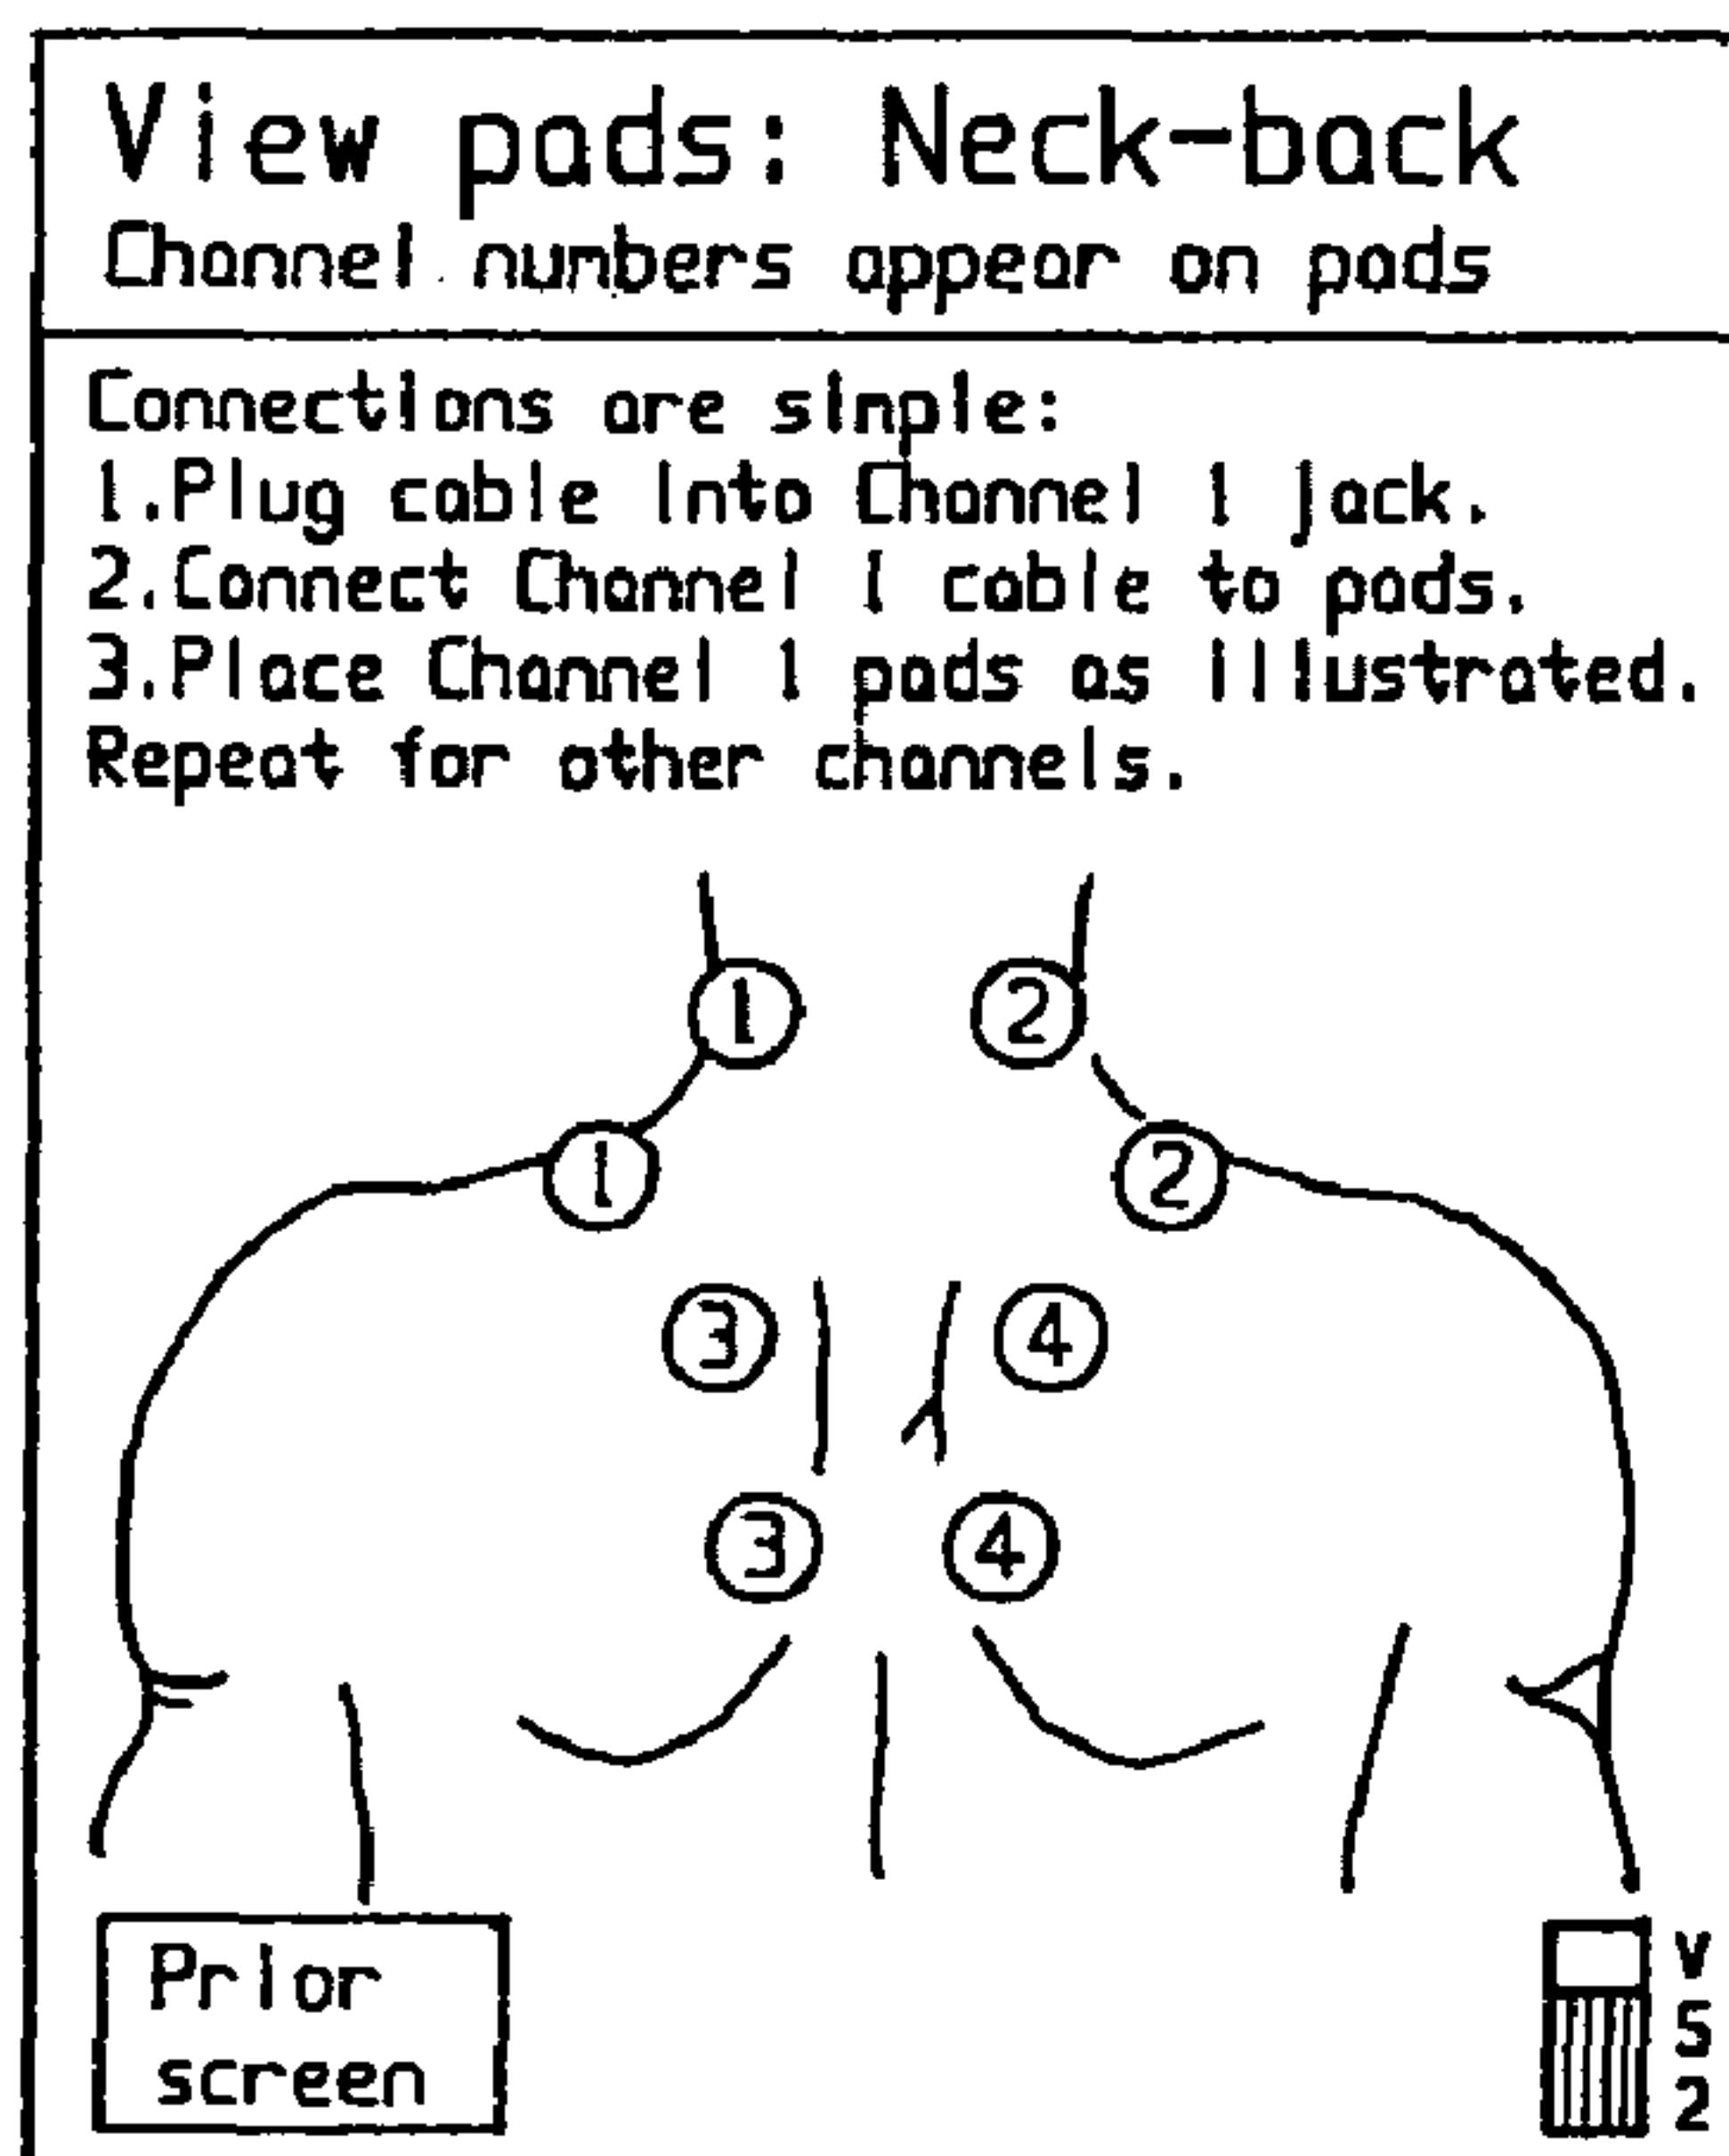 View pads: Neck-back
Channel numbers appear on pads
Connections are simple:
1.Plug cable into Channel 1 jack.
2.Connect Channel 1 cable to pads.
3.Place Channel 1 pads as illustrated.
Repeat for other channels.
1 2
1 2
3 4
3 4
Prior
screen
V
5
2